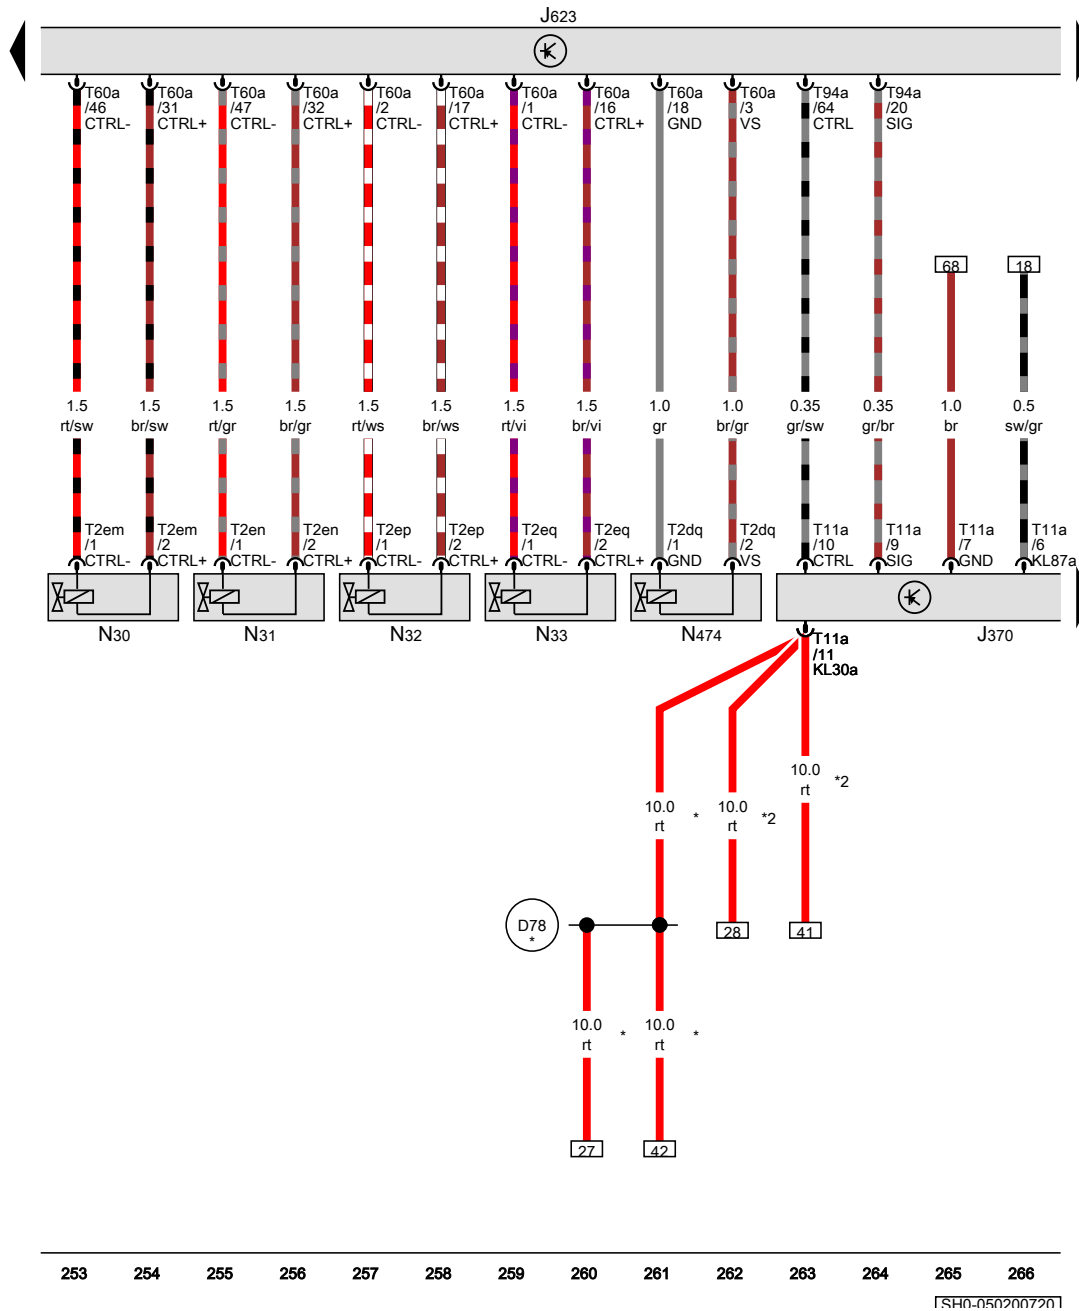 J623
T60a
/46
CTRL-
T60a
/31
CTRL+
T60a
/47
CTRL-
T60a
/32
CTRL+
T60a
/2
CTRL-
T60a
/17
CTRL+
T60a
/1
CTRL-
T60a
/16
CTRL+
T60a
/18
GND
T60a
/3
VS
T94a
/64
CTRL
T94a
/20
SIG
68
18
1.5
rt/sw
1.5
br/sw
1.5
rt/gr
1.5
br/gr
1.5
rt/ws
1.5
br/ws
1.5
rt/vi
1.5
br/vi
1.0
gr
1.0
br/gr
0.35
gr/sw
0.35
gr/br
1.0
br
0.5
sw/gr
T2em
/1
CTRL-
T2em
/2
CTRL+
T2en
/1
CTRL-
T2en
/2
CTRL+
T2ep
/1
CTRL-
T2ep
/2
CTRL+
T2eq
/1
CTRL-
T2eq
/2
CTRL+
T2dq
/1
GND
T2dq
/2
VS
T11a
/10
CTRL
T11a
/9
SIG
T11a
/7
GND
T11a
/6
KL87a
N30
N31
N32
N33
N474
J370
T11a
/11
KL30a
10.0
rt
*2
10.0
rt
*
10.0
rt
*2
D78
*
28
41
10.0
rt
*
10.0
rt
*
27
42
253 254 255 256 257 258 259 260 261 262 263 264 265 266
SH0-050200720